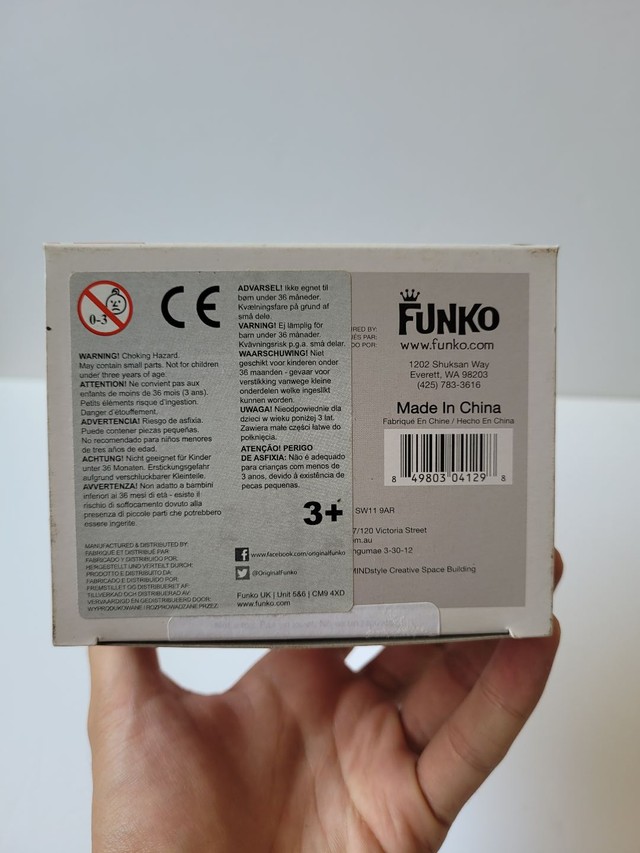 0-3
CE
WARNING! Choking Hazard.
May contain small parts. Not for children
under three years of age.
ATTENTION! Ne convient pas aux
enfants de moins de 36 mois (3 ans).
Petits éléments risque d'ingestion.
Danger d'étouffement.
ADVERTENCIA! Riesgo de asfixia.
Puede contener piezas pequeñas.
No recomendado para niños menores
de tres años de edad.
ACHTUNG! Nicht geeignet für Kinder
unter 36 Monaten. Erstickungsgefahr
aufgrund verschluckbarer Kleinteile.
AVVERTENZA! Non adatto a bambini
inferiori ai 36 mesi di età - esiste il
rischio di soffocamento dovuto alla
presenza di piccole parti che potrebbero
essere ingerite.
MANUFACTURED & DISTRIBUTED BY:
FABRIQUÉ ET DISTRIBUÉ PAR:
FABRICADO Y DISTRIBUIDO POR:
HERGESTELLT UND VERTEILT DURCH:
PRODOTTO E DISTRIBUITO DA:
FABRICADO E DISTRIBUIDO POR:
FREMSTILLET OG DISTRIBUERET AF:
TILLVERKAD OCH DISTRIBUERAD AV:
VERVAARDIGD EN GEDISTRIBUEERD DOOR:
WYPRODUKOWANE I ROZPROWADZANE PRZEZ:
ADVARSEL! Ikke egnet til
børn under 36 måneder.
Kvælningsfare på grund af
små dele.
VARNING! Ej lämplig för
barn under 36 månader.
Kvävningsrisk p.g.a. små delar.
WAARSCHUWING! Niet
geschikt voor kinderen onder
36 maanden - gevaar voor
verstikking vanwege kleine
onderdelen welke ingeslikt
kunnen worden.
UWAGA! Nieodpowiednie dla
dzieci w wieku poniżej 3 lat.
Zawiera małe części łatwe do
połknięcia.
ATENÇÃO! PERIGO
DE ASFIXIA: Não é adequado
para crianças com menos de
3 anos, devido à existência de
peças pequenas.
3+
www.facebook.com/originalfunko
@OriginalFunko
Funko UK | Unit 5&6 | CM9 4XD
www.funko.com
FUNKO
www.funko.com
1202 Shuksan Way
Everett, WA 98203
(425) 783-3616
Made In China
Fabriqué En Chine / Hecho En China
8 49803 04129 8
RED BY:
ÉS PAR:
DO POR:
SW11 9AR
7/120 Victoria Street
m.au
ngumae 3-30-12
MINDstyle Creative Space Building